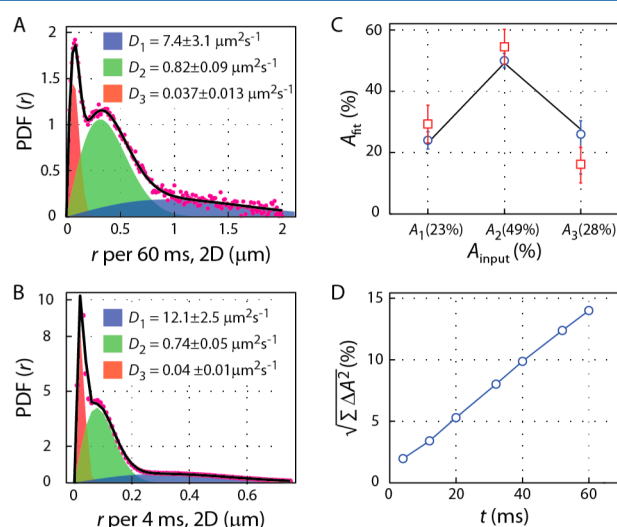 A
D₁ = 7.4±3.1 μm²s⁻¹
D₂ = 0.82±0.09 μm²s⁻¹
D₃ = 0.037±0.013 μm²s⁻¹
PDF (r)
2
1.5
1
0.5
0
0 0.5 1 1.5 2
r per 60 ms, 2D (μm)
B
D₁ = 12.1±2.5 μm²s⁻¹
D₂ = 0.74±0.05 μm²s⁻¹
D₃ = 0.04 ±0.01μm²s⁻¹
PDF (r)
10
8
5
2
0
0 0.2 0.4 0.6
r per 4 ms, 2D (μm)
C
A_fit (%)
60
40
20
0
A₁(23%) A₂(49%) A₃(28%)
A_input (%)
D
√Σ ΔA² (%)
15
10
5
0
0 20 40 60
t (ms)